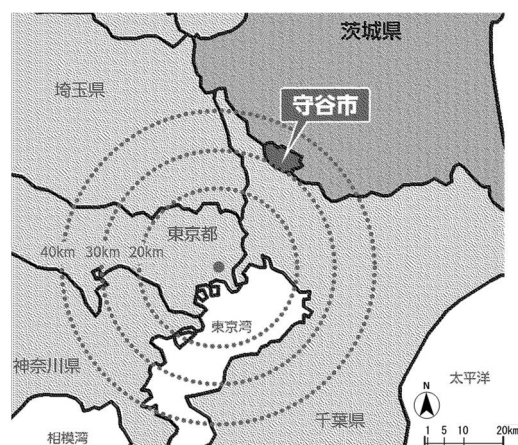 茨城県
埼玉県
守谷市
東京都
40km 30km 20km
東京湾
神奈川県
太平洋
N
千葉県
相模湾
1 5 10 20km